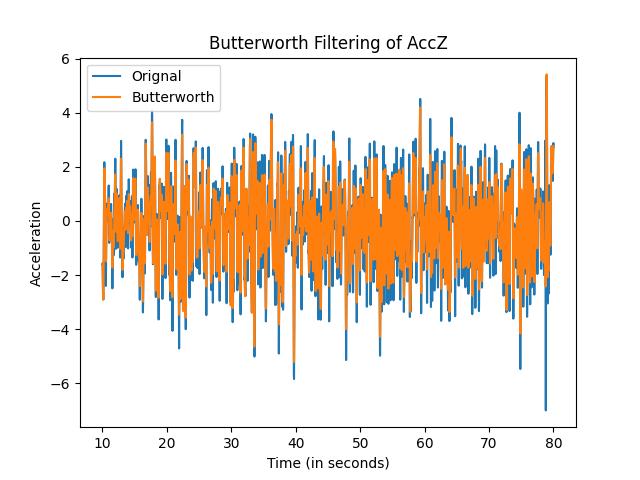 Butterworth Filtering of AccZ
Orignal
Butterworth
Acceleration
6
4
2
0
−2
−4
−6
10 20 30 40 50 60 70 80
Time (in seconds)